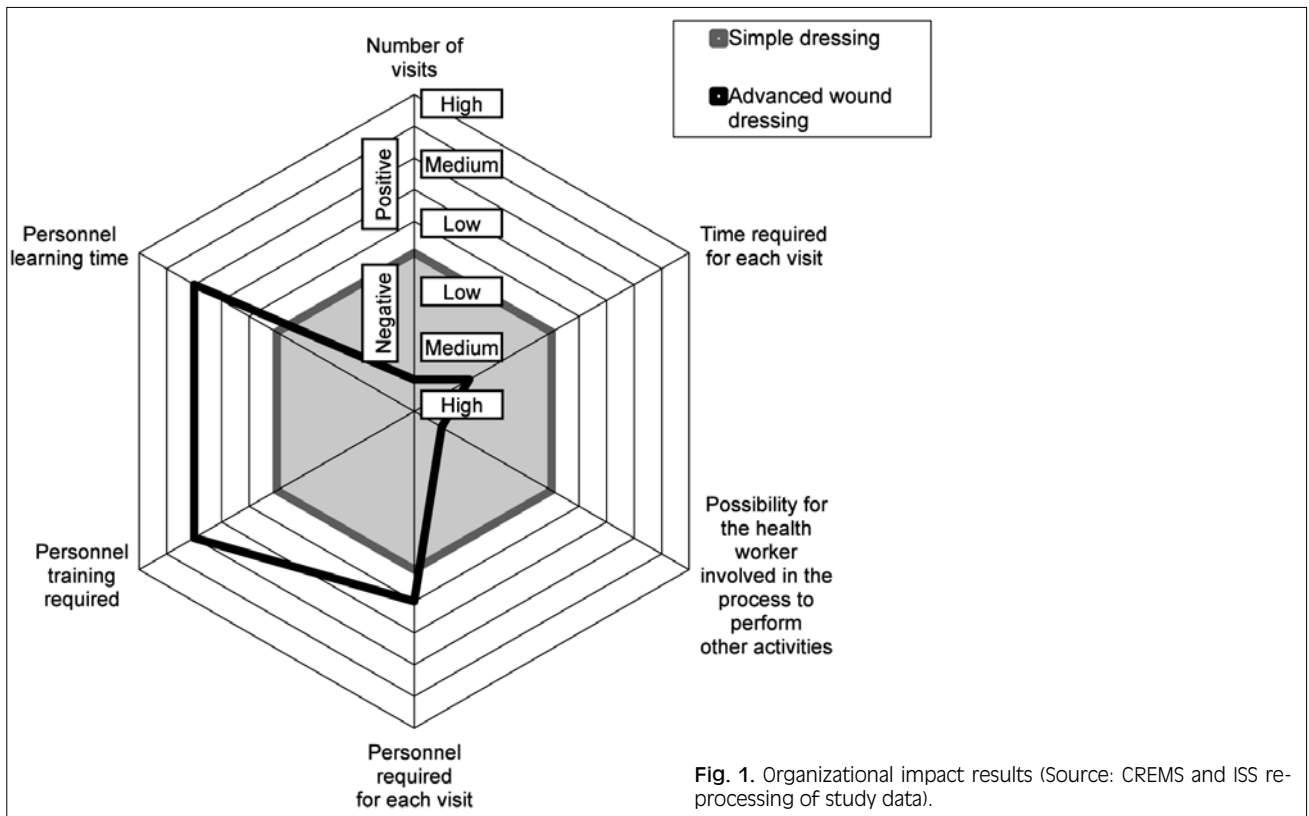 Simple dressing
Advanced wound
dressing
Number of
visits
High
Positive
Medium
Low
Negative
Low
Medium
High
Time required
for each visit
Possibility for
the health
worker
involved in the
process to
perform
other activities
Personnel
required
for each visit
Personnel
training
required
Personnel
learning time
Fig. 1. Organizational impact results (Source: CREMS and ISS re-
processing of study data).